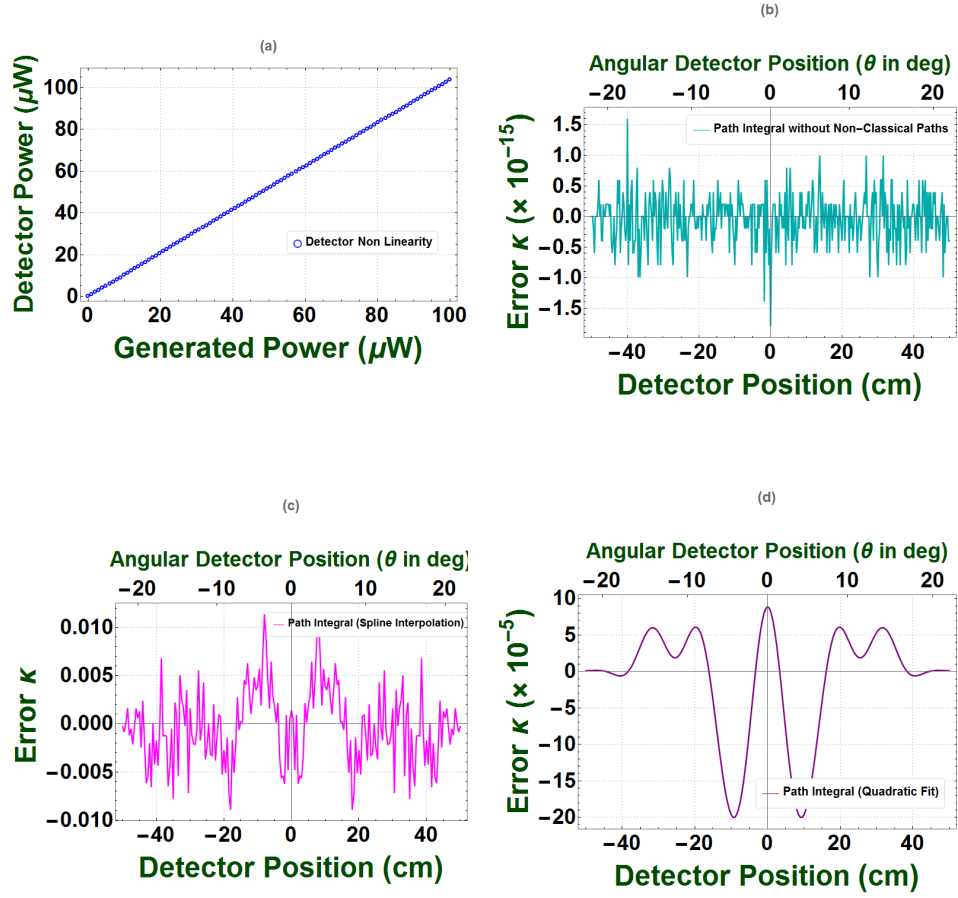 (a)
100
80
60
40
20
0
Detector Power (μW)
Detector Non Linearity
0 20 40 60 80 100
Generated Power (μW)
(b)
Angular Detector Position (θ in deg)
−20 −10 0 10 20
1.5
1.0
0.5
0.0
−0.5
−1.0
−1.5
Error κ (× 10⁻¹⁵)
Path Integral without Non−Classical Paths
−40 −20 0 20 40
Detector Position (cm)
(c)
Angular Detector Position (θ in deg)
−20 −10 0 10 20
0.010
0.005
0.000
−0.005
−0.010
Error κ
Path Integral (Spline Interpolation)
−40 −20 0 20 40
Detector Position (cm)
(d)
Angular Detector Position (θ in deg)
−20 −10 0 10 20
10
5
0
−5
−10
−15
−20
Error κ (× 10⁻⁵)
Path Integral (Quadratic Fit)
−40 −20 0 20 40
Detector Position (cm)